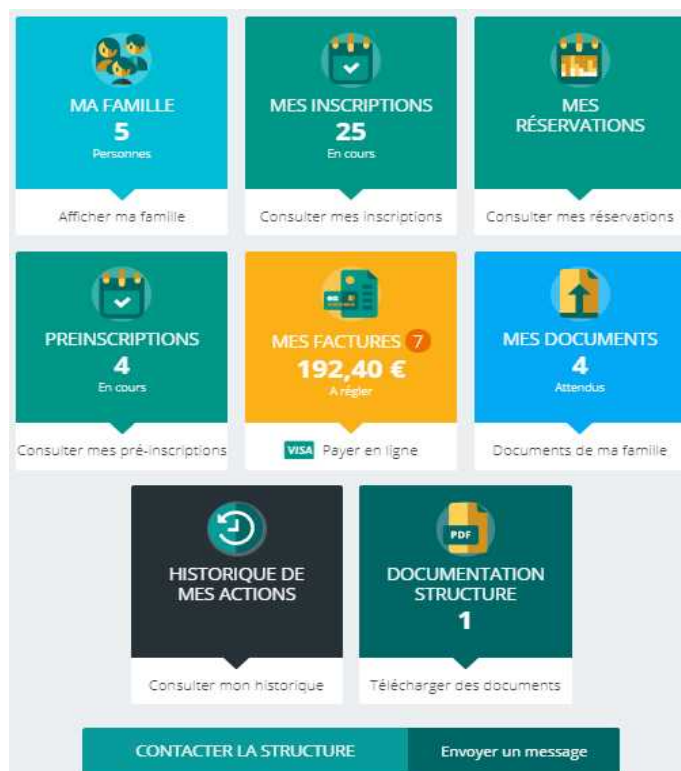 MA FAMILLE
5
Personnes
Afficher ma famille
MES INSCRIPTIONS
25
En cours
Consulter mes inscriptions
MES
RÉSERVATIONS
Consulter mes réservations
PREINSCRIPTIONS
4
En cours
Consulter mes pré-inscriptions
MES FACTURES 7
192,40 €
A régler
VISA Payer en ligne
MES DOCUMENTS
4
Attendus
Documents de ma famille
HISTORIQUE DE
MES ACTIONS
Consulter mon historique
PDF
DOCUMENTATION
STRUCTURE
1
Télécharger des documents
CONTACTER LA STRUCTURE
Envoyer un message